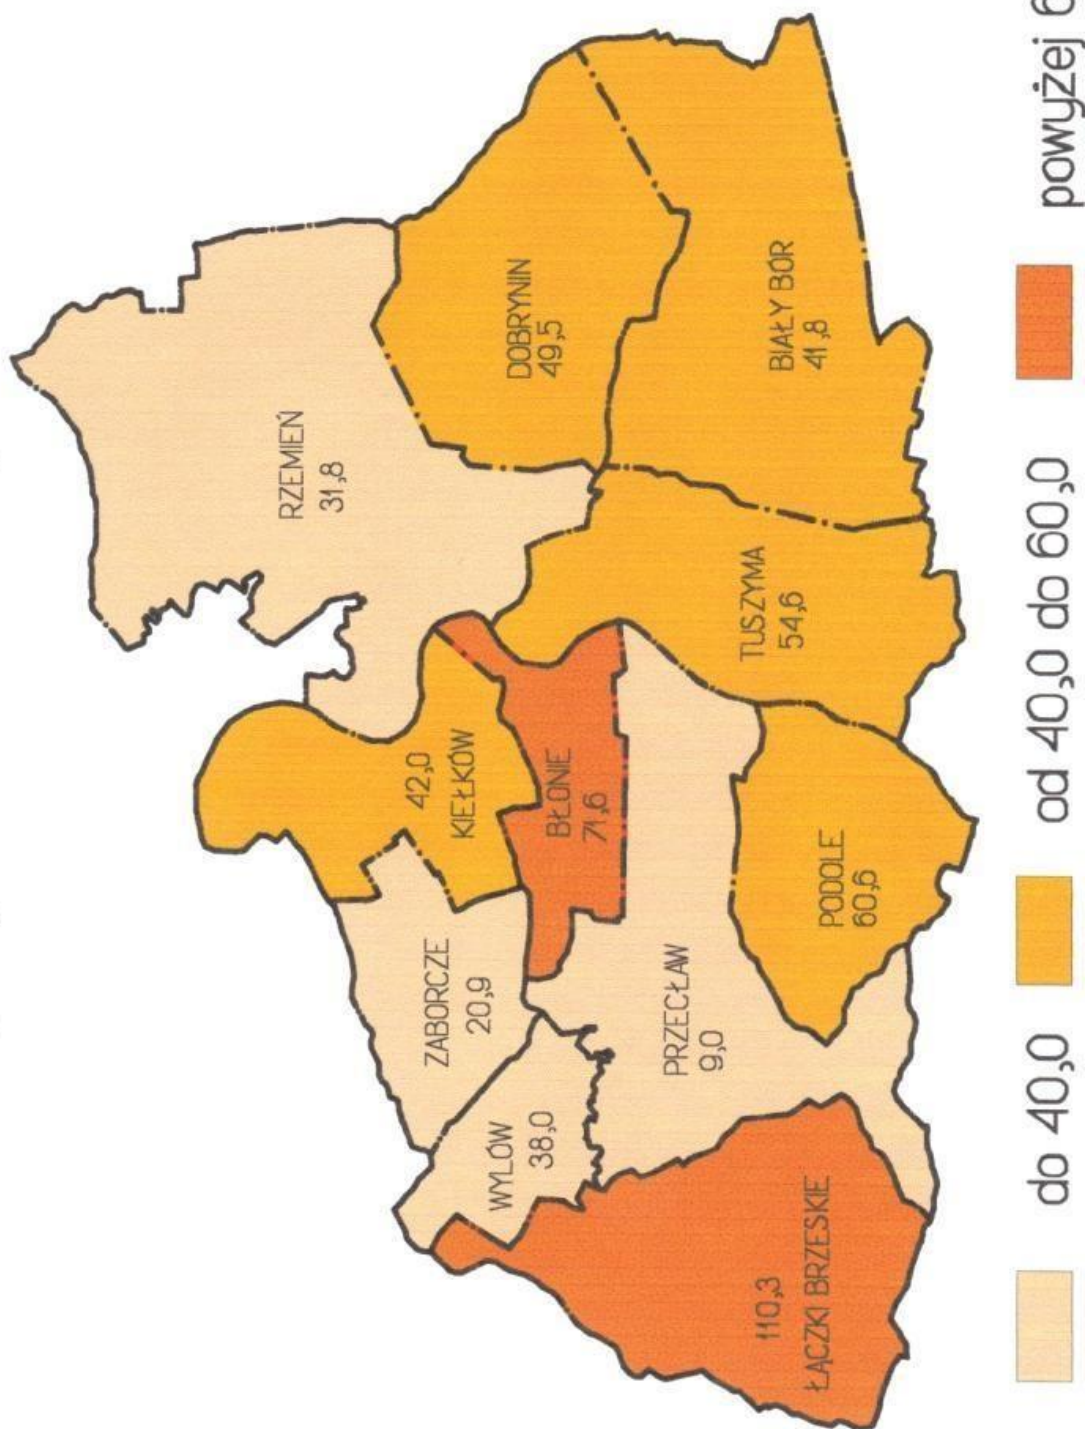 RZEMIEŃ
31,8
DOBRYNIN
49,5
BIAŁY BÓR
41,8
42,0
KIEŁKÓW
BŁONIE
71,6
TUSZYMA
54,6
ZABORCZE
20,9
WYLÓW
38,0
PRZECŁAW
9,0
PODOLE
60,6
110,3
ŁĄCZKI BRZESKIE
do 40,0
od 40,0 do 60,0
powyżej